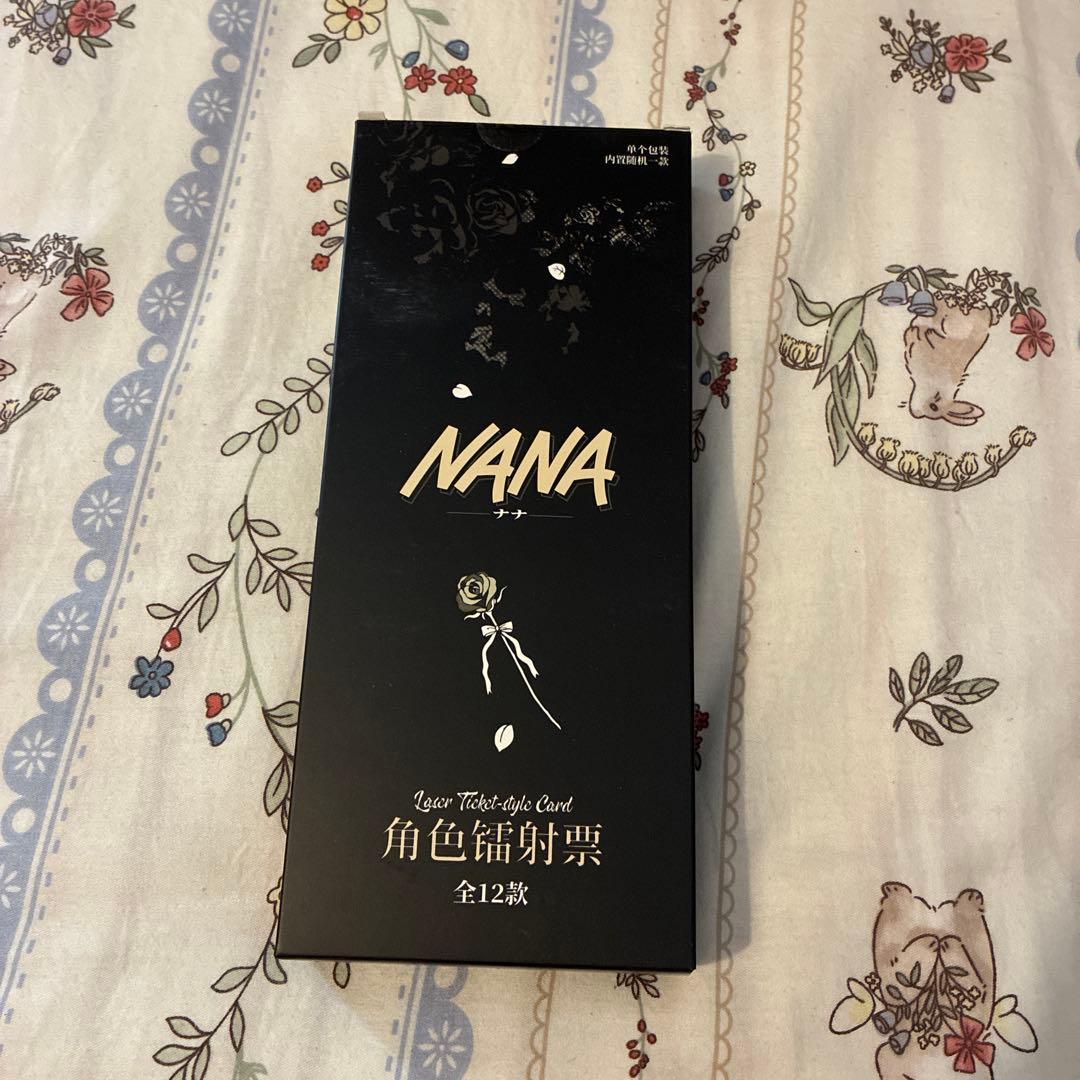 单个包装
内置随机一款
NANA
ナナ
Laser Ticket-style Card
角色镭射票
全12款